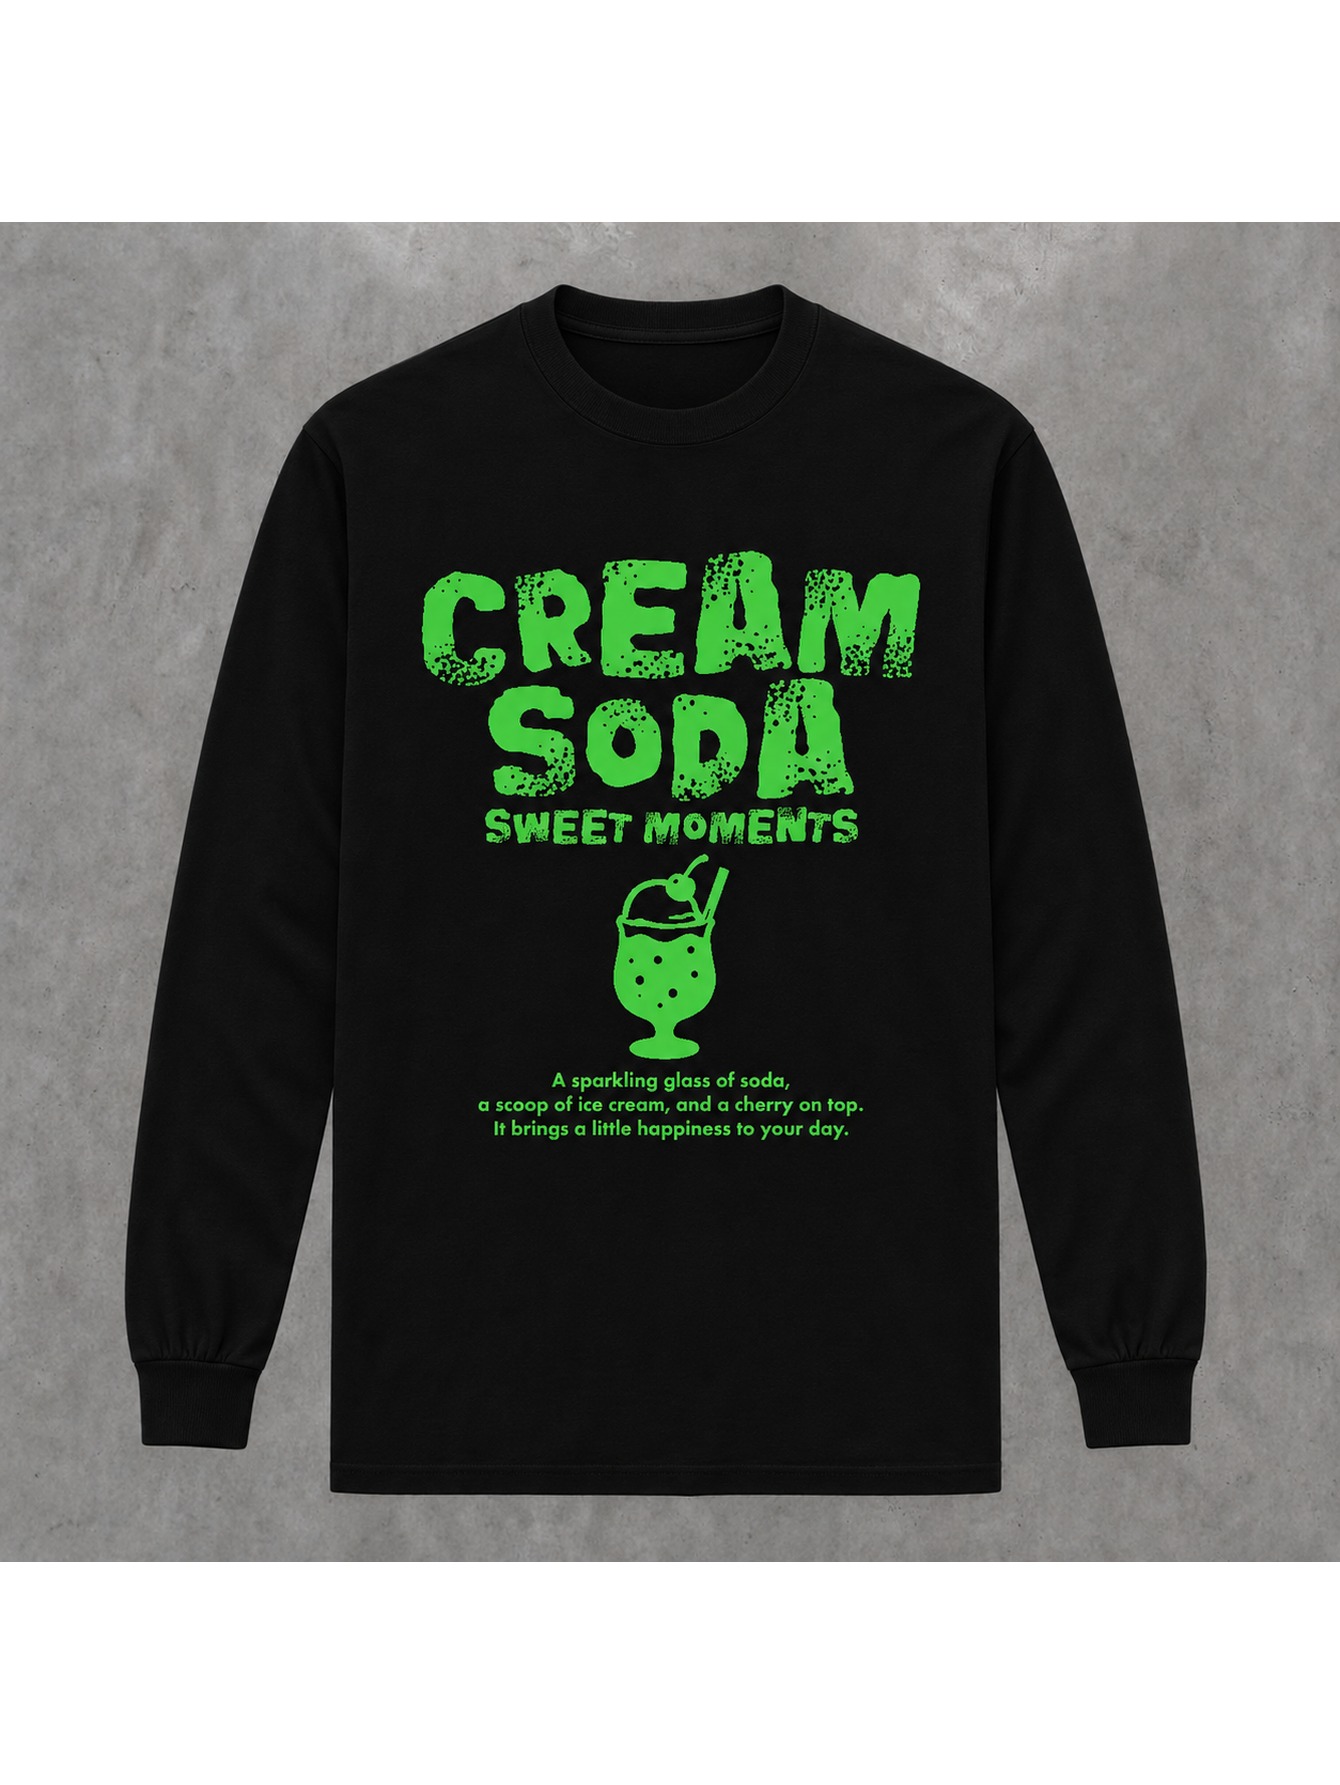 CREAM
SODA
SWEET MOMENTS
A sparkling glass of soda,
a scoop of ice cream, and a cherry on top.
It brings a little happiness to your day.